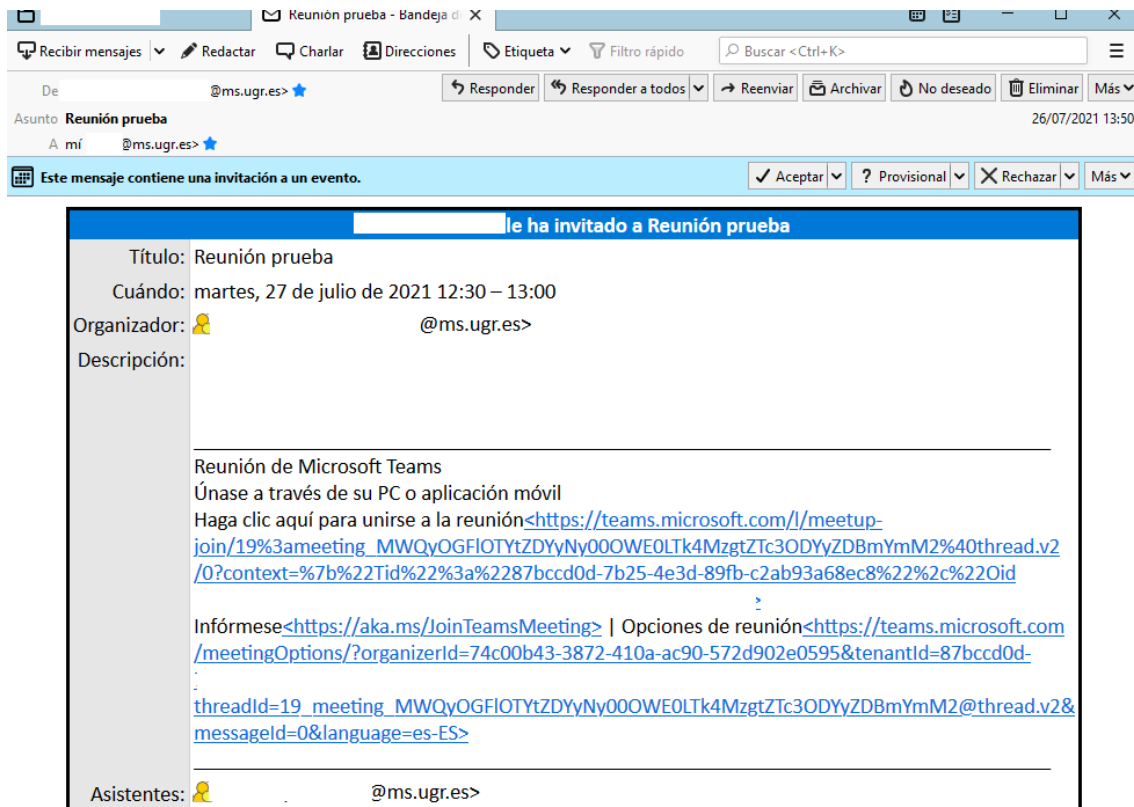 Reunión prueba - Bandeja d
Recibir mensajes Redactar Charlar Direcciones Etiqueta Filtro rápido Buscar <Ctrl+K>
De @ms.ugr.es> Responder Responder a todos Reenviar Archivar No deseado Eliminar Más
Asunto Reunión prueba 26/07/2021 13:50
A mí @ms.ugr.es>
Este mensaje contiene una invitación a un evento. Aceptar ? Provisional Rechazar Más
le ha invitado a Reunión prueba
Título: Reunión prueba
Cuándo: martes, 27 de julio de 2021 12:30 – 13:00
Organizador: @ms.ugr.es>
Descripción:
Reunión de Microsoft Teams
Únase a través de su PC o aplicación móvil
Haga clic aquí para unirse a la reunión<https://teams.microsoft.com/l/meetup-
join/19%3ameeting_MWQyOGFlOTYtZDYyNy00OWE0LTk4MzgtZTc3ODYyZDBmYmM2%40thread.v2
/0?context=%7b%22Tid%22%3a%2287bccd0d-7b25-4e3d-89fb-c2ab93a68ec8%22%2c%22Oid
>
Infórmese<https://aka.ms/JoinTeamsMeeting> | Opciones de reunión<https://teams.microsoft.com
/meetingOptions/?organizerId=74c00b43-3872-410a-ac90-572d902e0595&tenantId=87bccd0d-
threadId=19_meeting_MWQyOGFlOTYtZDYyNy00OWE0LTk4MzgtZTc3ODYyZDBmYmM2@thread.v2&
messageId=0&language=es-ES>
Asistentes: @ms.ugr.es>